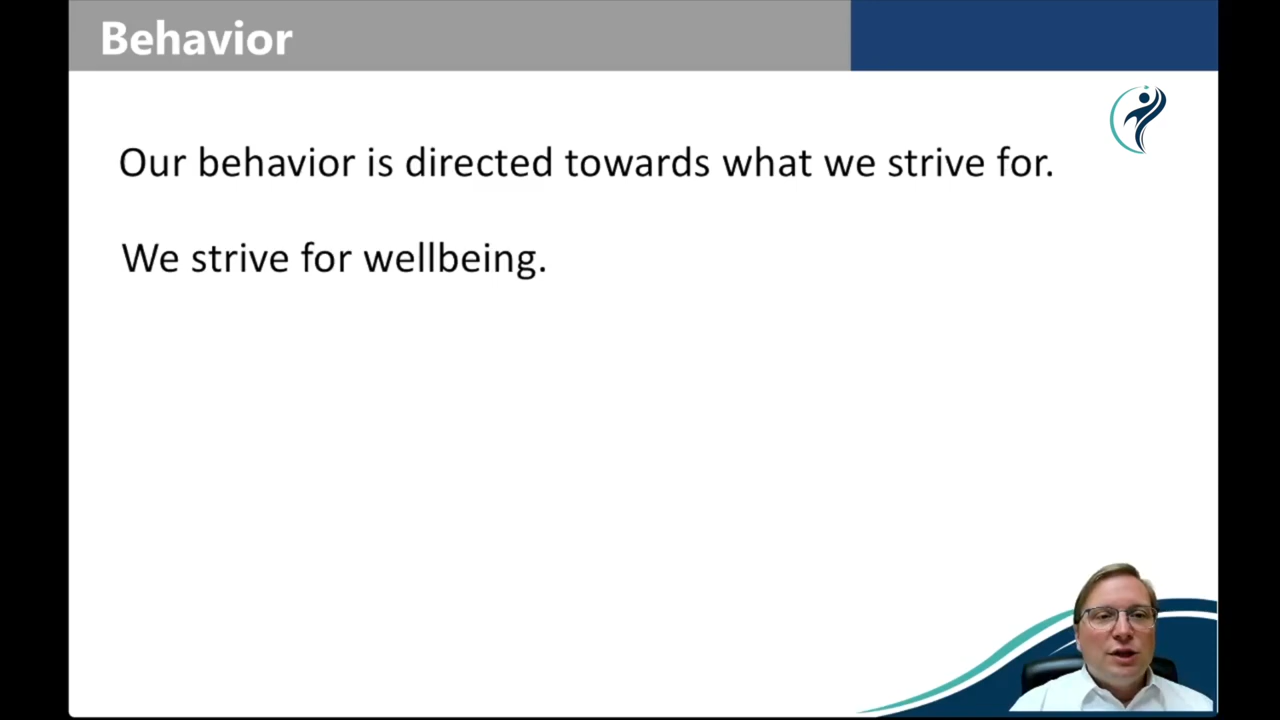 Behavior
Our behavior is directed towards what we strive for.
We strive for wellbeing.